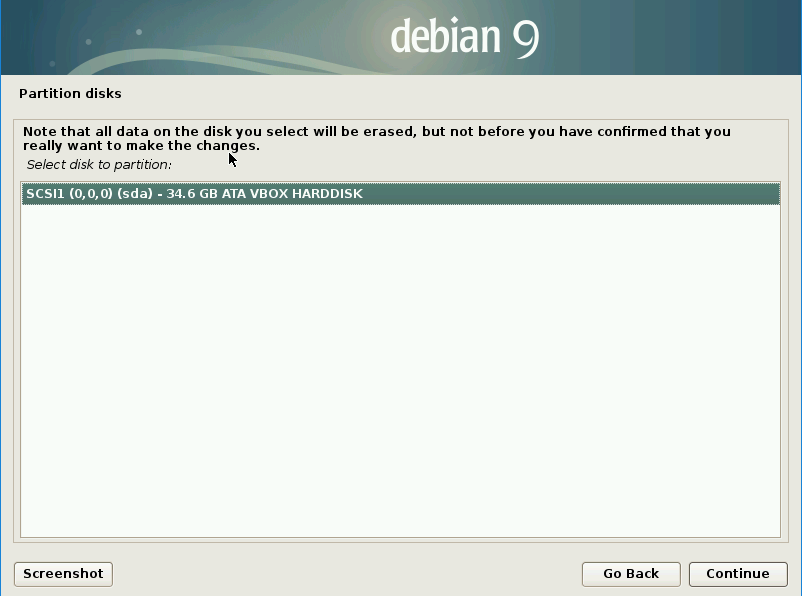 debian 9
Partition disks
Note that all data on the disk you select will be erased, but not before you have confirmed that you
really want to make the changes.
Select disk to partition:
SCSI1 (0,0,0) (sda) - 34.6 GB ATA VBOX HARDDISK
Screenshot
Go Back
Continue